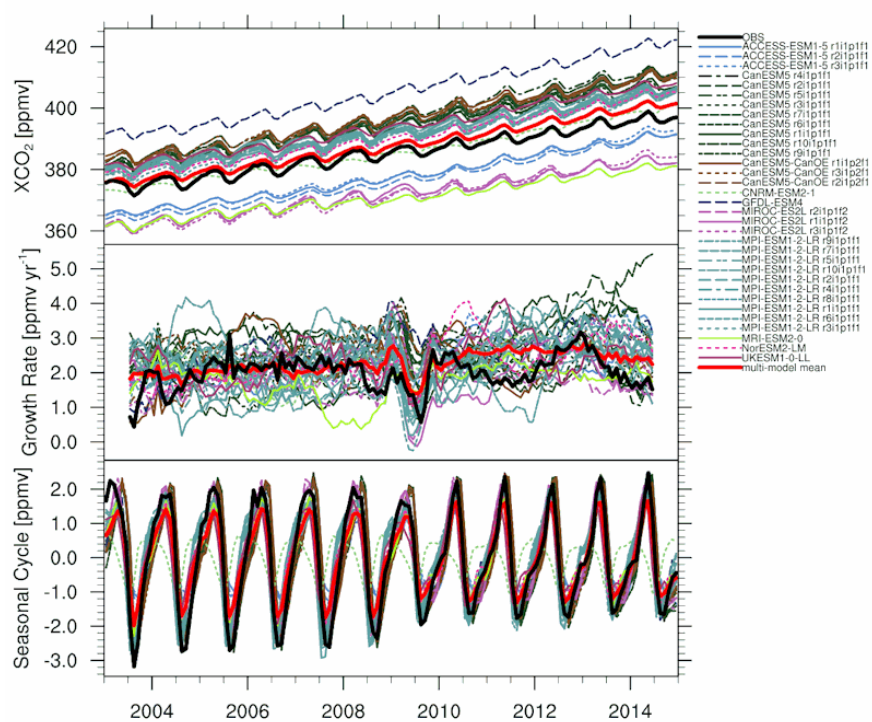 420
400
380
360
XCO₂ [ppmv]
5.0
4.0
3.0
2.0
1.0
0.0
Growth Rate [ppmv yr⁻¹]
2.0
1.0
0.0
-1.0
-2.0
-3.0
Seasonal Cycle [ppmv]
2004
2006
2008
2010
2012
2014
OBS
ACCESS-ESM1-5 r1i1p1f1
ACCESS-ESM1-5 r2i1p1f1
ACCESS-ESM1-5 r3i1p1f1
CanESM5 r4i1p1f1
CanESM5 r2i1p1f1
CanESM5 r5i1p1f1
CanESM5 r3i1p1f1
CanESM5 r7i1p1f1
CanESM5 r6i1p1f1
CanESM5 r1i1p1f1
CanESM5 r10i1p1f1
CanESM5 r9i1p1f1
CanESM5-CanOE r1i1p2f1
CanESM5-CanOE r3i1p2f1
CanESM5-CanOE r2i1p2f1
CNRM-ESM2-1
GFDL-ESM4
MIROC-ES2L r2i1p1f2
MIROC-ES2L r1i1p1f2
MIROC-ES2L r3i1p1f2
MPI-ESM1-2-LR r9i1p1f1
MPI-ESM1-2-LR r7i1p1f1
MPI-ESM1-2-LR r5i1p1f1
MPI-ESM1-2-LR r10i1p1f1
MPI-ESM1-2-LR r2i1p1f1
MPI-ESM1-2-LR r4i1p1f1
MPI-ESM1-2-LR r8i1p1f1
MPI-ESM1-2-LR r1i1p1f1
MPI-ESM1-2-LR r6i1p1f1
MPI-ESM1-2-LR r3i1p1f1
MRI-ESM2-0
NorESM2-LM
UKESM1-0-LL
multi-model mean